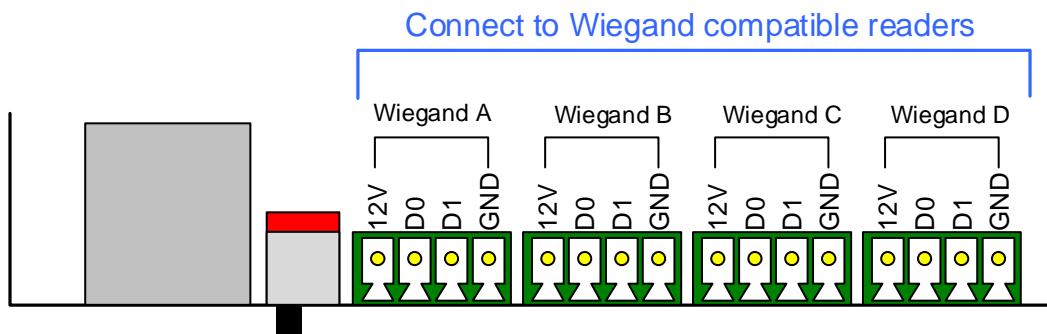 Connect to Wiegand compatible readers
Wiegand A Wiegand B Wiegand C Wiegand D
12V D0 D1 GND 12V D0 D1 GND 12V D0 D1 GND 12V D0 D1 GND